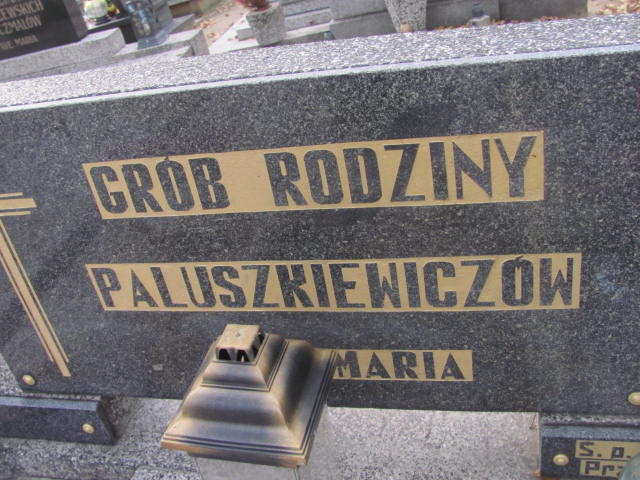 GRÓB RODZINY
PALUSZKIEWICZÓW
MARIA
S.p.